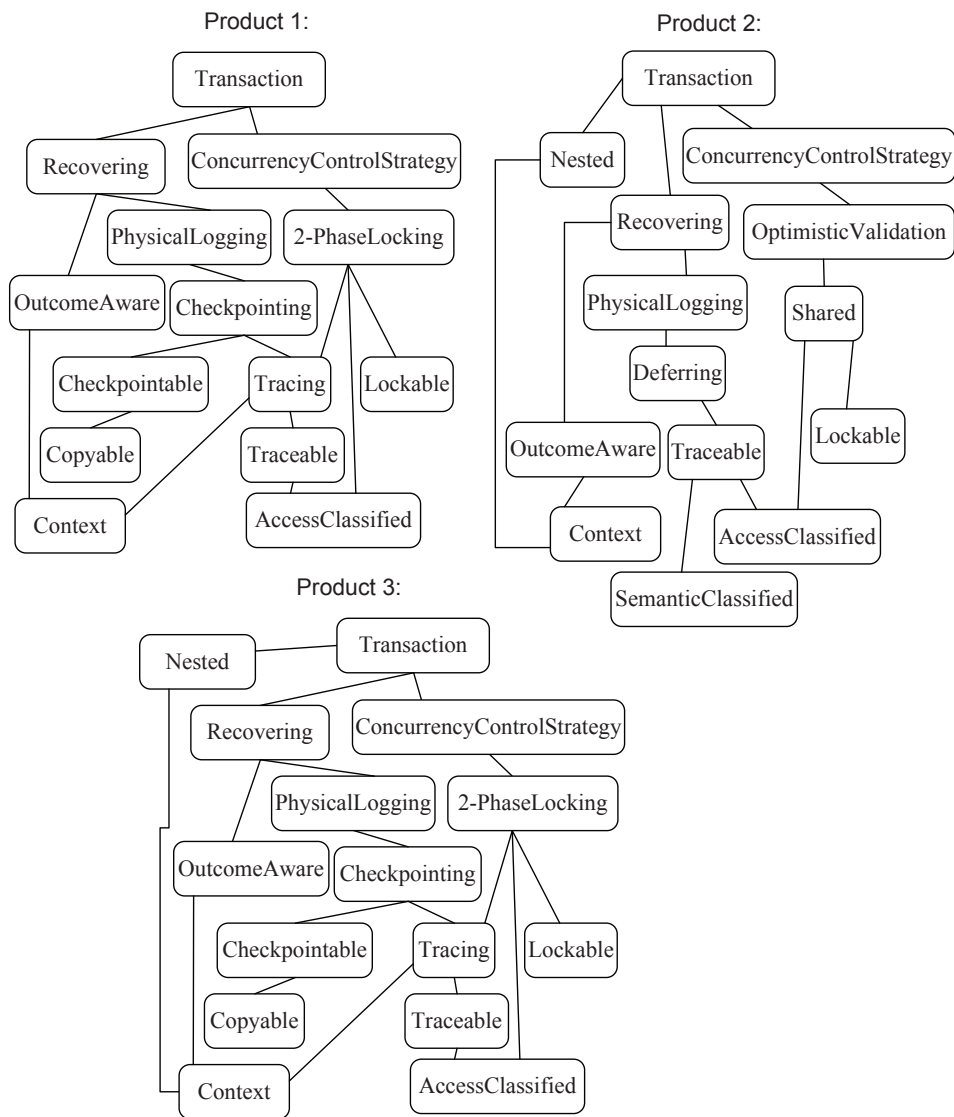 Product 1:
Transaction
Recovering
ConcurrencyControlStrategy
PhysicalLogging
2-PhaseLocking
OutcomeAware
Checkpointing
Checkpointable
Tracing
Lockable
Copyable
Traceable
Context
AccessClassified
Product 2:
Transaction
Nested
ConcurrencyControlStrategy
Recovering
OptimisticValidation
PhysicalLogging
Shared
Deferring
Lockable
OutcomeAware
Traceable
Context
AccessClassified
SemanticClassified
Product 3:
Nested
Transaction
Recovering
ConcurrencyControlStrategy
PhysicalLogging
2-PhaseLocking
OutcomeAware
Checkpointing
Checkpointable
Tracing
Lockable
Copyable
Traceable
Context
AccessClassified